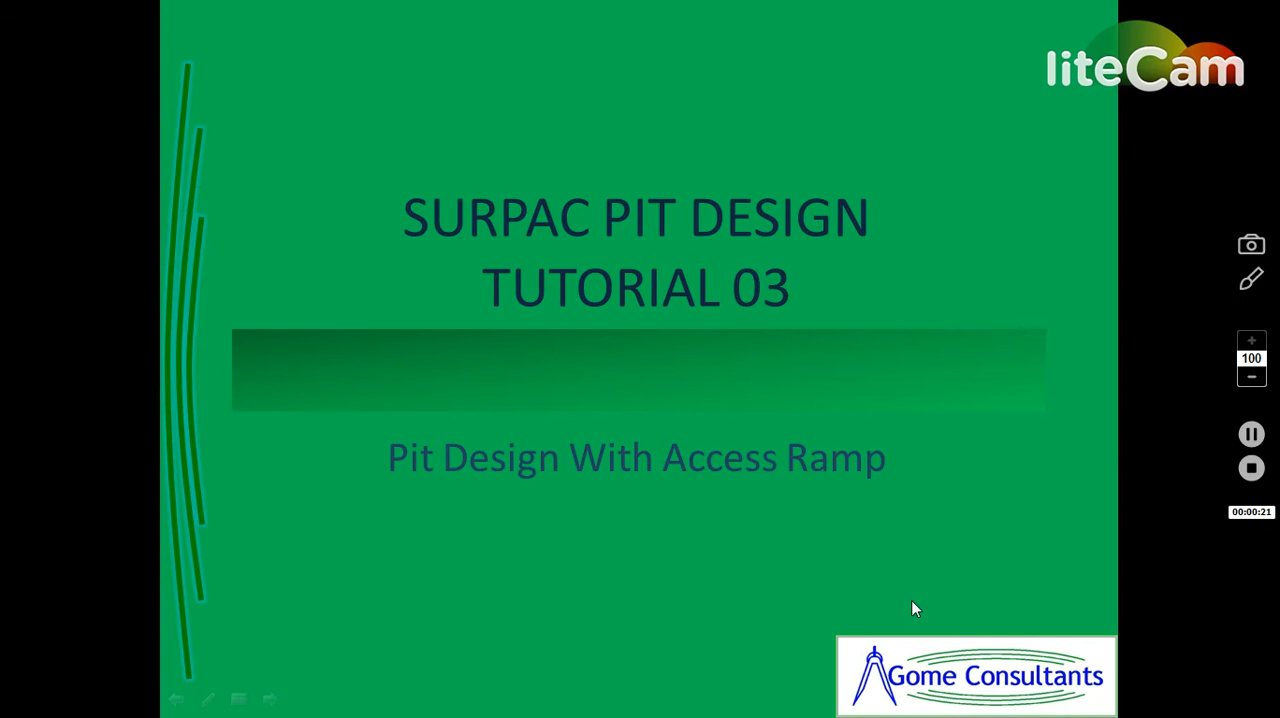 liteCam
SURPAC PIT DESIGN
TUTORIAL 03
100
Pit Design With Access Ramp
00:00:21
Gome Consultants